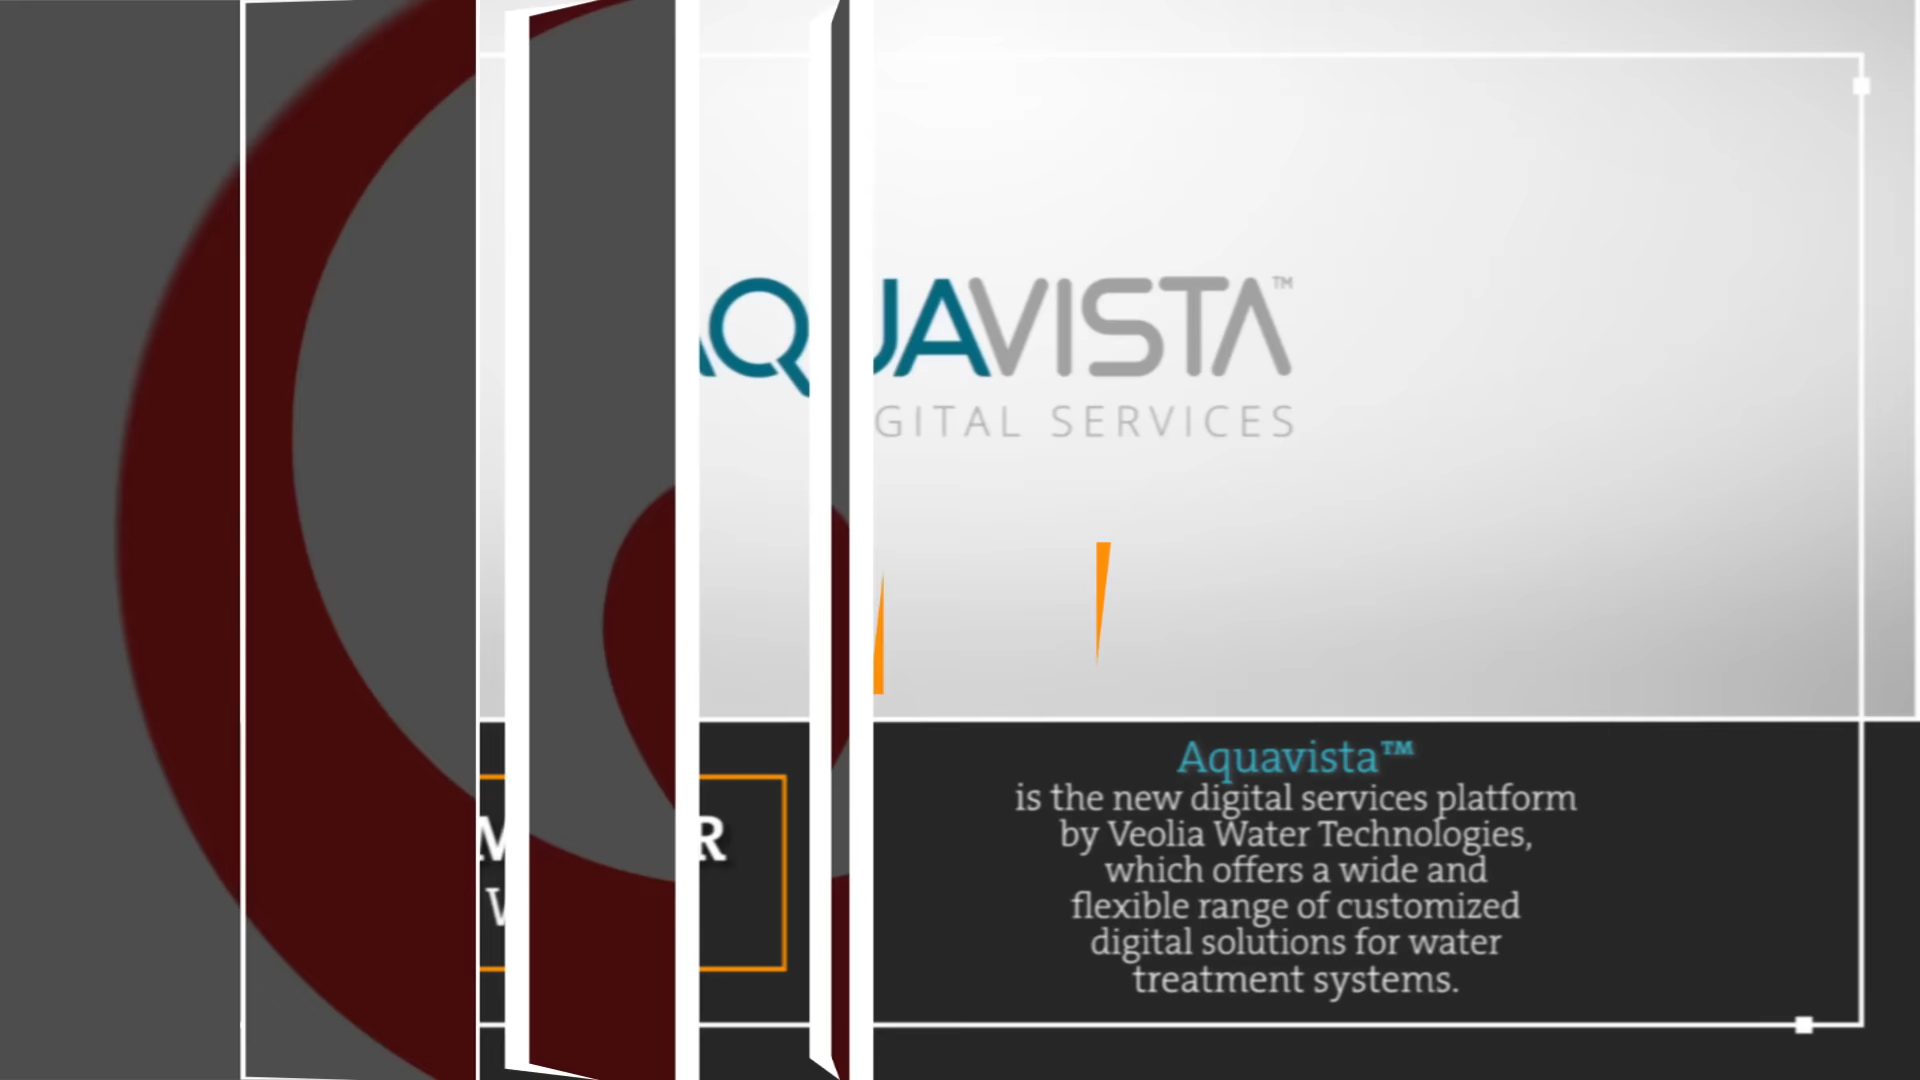 AQUAVISTA™
GITAL SERVICES
Aquavista™
is the new digital services platform
by Veolia Water Technologies,
which offers a wide and
flexible range of customized
digital solutions for water
treatment systems.